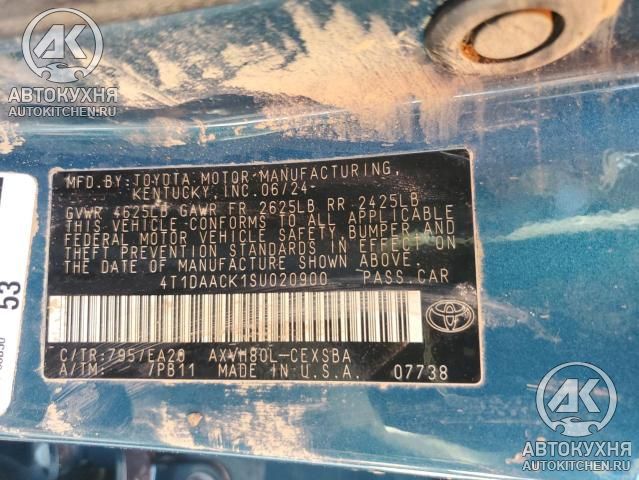 АК
АВТОКУХНЯ
AUTOKITCHEN.RU
MFD. BY: TOYOTA MOTOR MANUFACTURING,
KENTUCKY, INC. 06/24
GVWR 4625LB GAWR FR 2625LB RR 2425LB
THIS VEHICLE CONFORMS TO ALL APPLICABLE
FEDERAL MOTOR VEHICLE SAFETY, BUMPER AND
THEFT PREVENTION STANDARDS IN EFFECT ON
THE DATE OF MANUFACTURE SHOWN ABOVE.
4T1DAACK1SU020900 PASS.CAR
C/TR:795/EA20 AXVH80L-CEXSBA
A/TM: /PB11 MADE IN U.S.A. 07738
53
АК
АВТОКУХНЯ
AUTOKITCHEN.RU